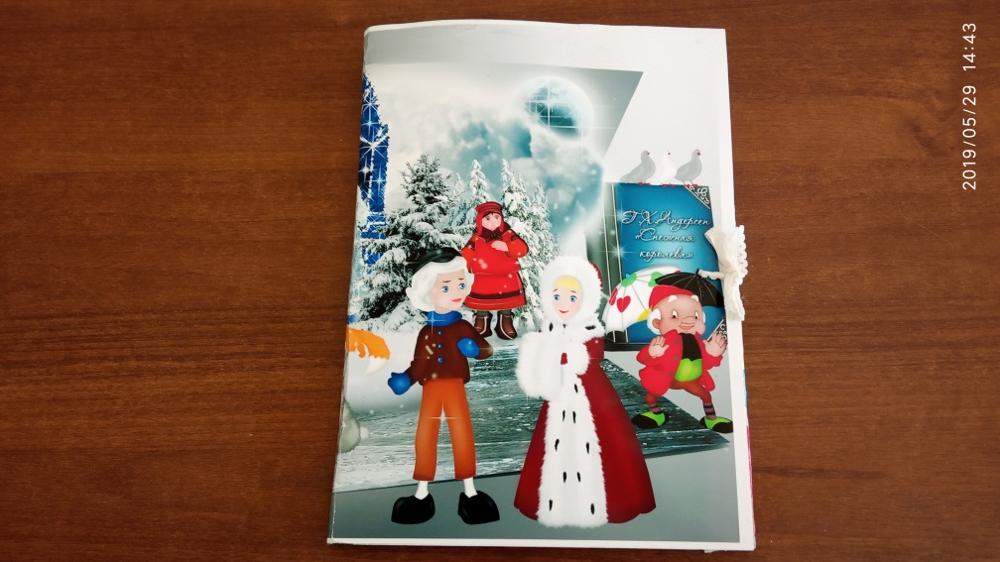 Г.Х.Андерсен
«Снежная
королева»
2019/05/29 14:43